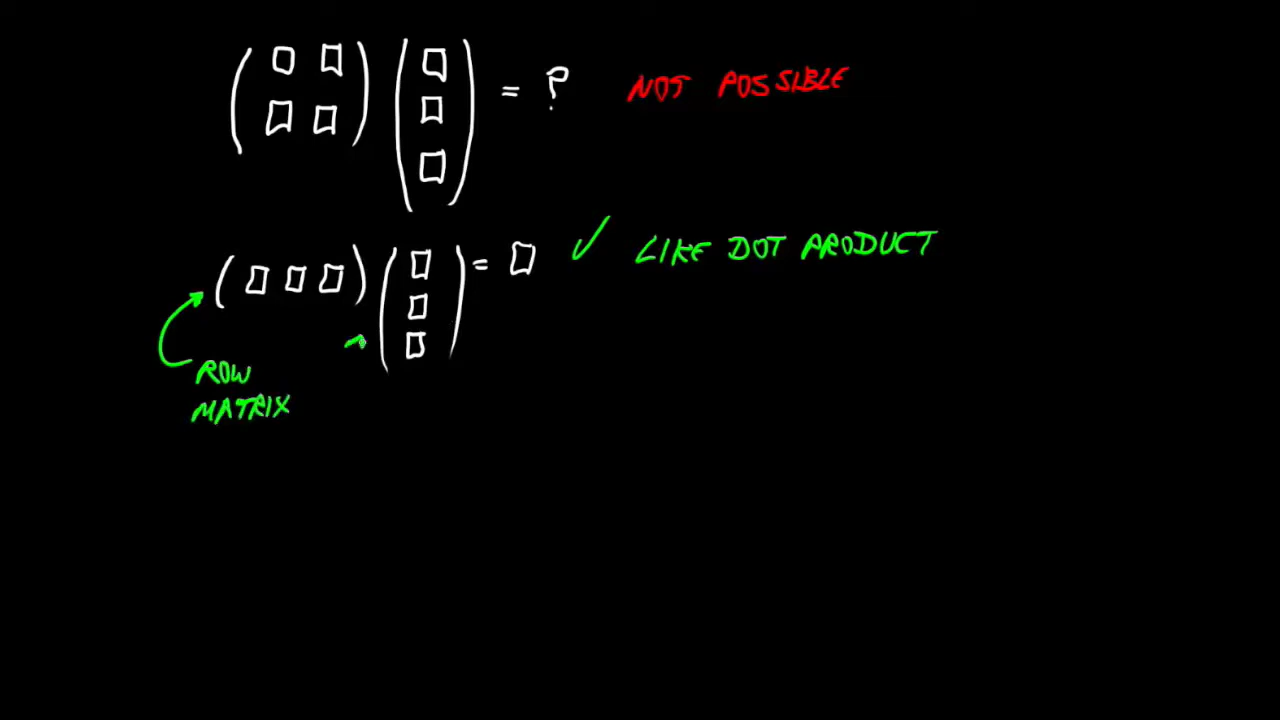 (□ □ □ □) (□ □ □) = ? NOT POSSIBLE
(□ □ □) (□ □ □) = □ ✓ LIKE DOT PRODUCT
ROW
MATRIX